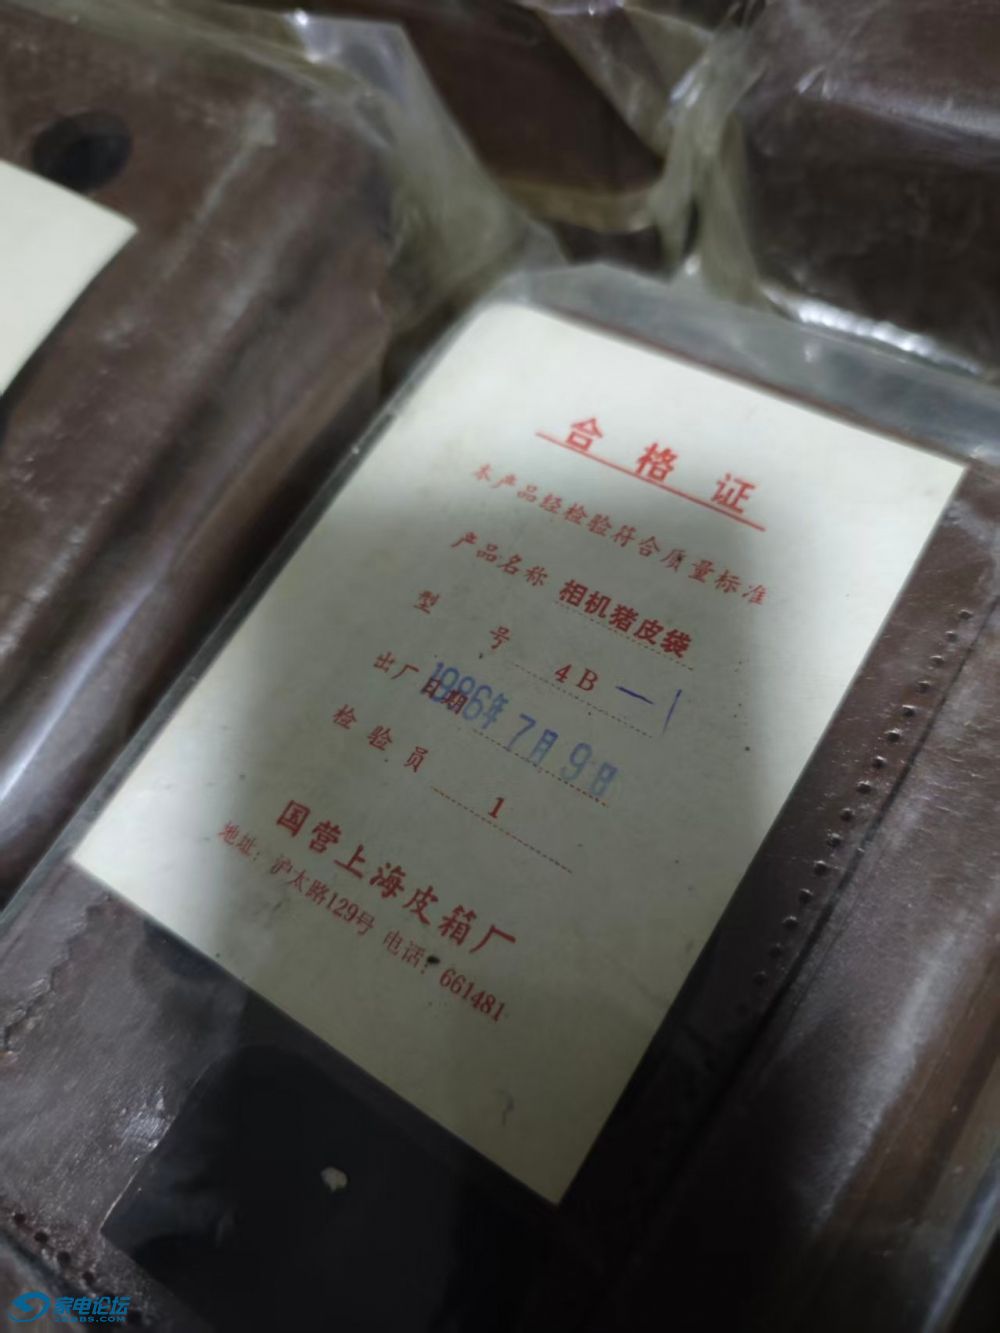 合格证
本产品经检验符合质量标准
产品名称 相机猪皮袋
型号 4B—1
出厂日期 1986年7月9日
检验员 1
国营上海皮箱厂
地址：沪太路129号 电话：661481
家电论坛